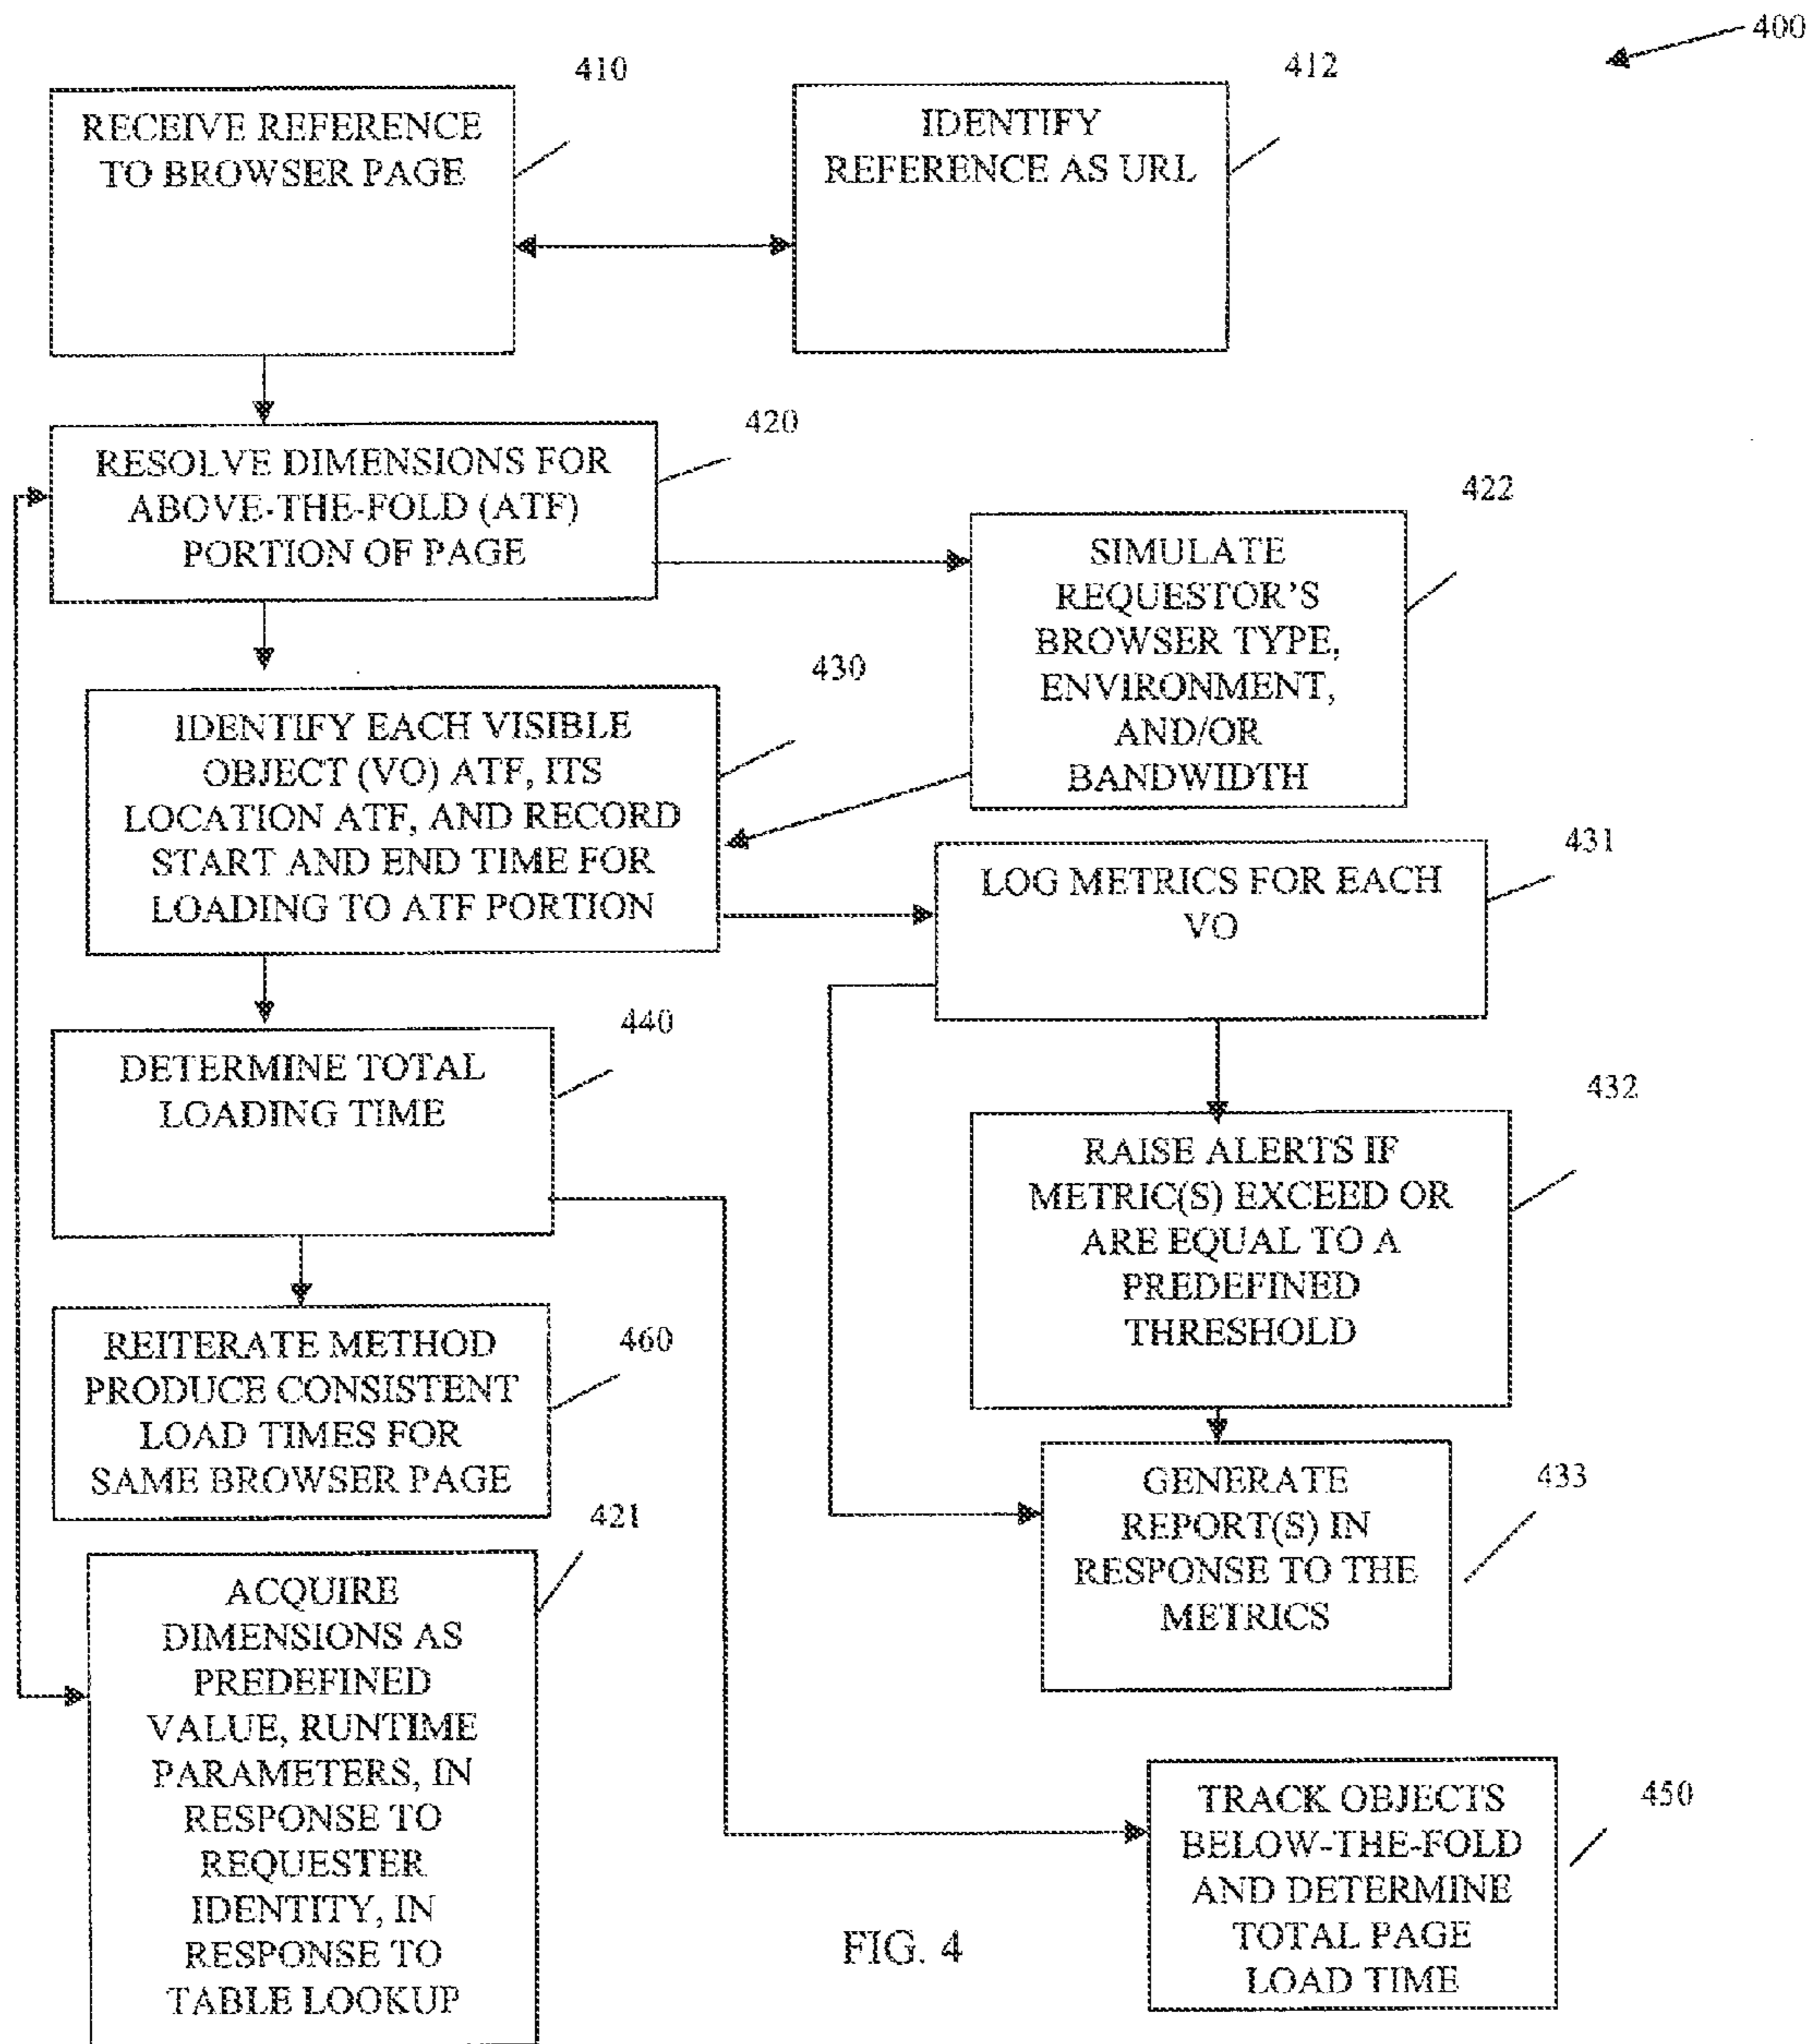 400
410
RECEIVE REFERENCE
TO BROWSER PAGE
412
IDENTIFY
REFERENCE AS URL
420
RESOLVE DIMENSIONS FOR
ABOVE-THE-FOLD (ATF)
PORTION OF PAGE
422
SIMULATE
REQUESTOR'S
BROWSER TYPE,
ENVIRONMENT,
AND/OR
BANDWIDTH
430
IDENTIFY EACH VISIBLE
OBJECT (VO) ATF, ITS
LOCATION ATF, AND RECORD
START AND END TIME FOR
LOADING TO ATF PORTION
431
LOG METRICS FOR EACH
VO
440
DETERMINE TOTAL
LOADING TIME
432
RAISE ALERTS IF
METRIC(S) EXCEED OR
ARE EQUAL TO A
PREDEFINED
THRESHOLD
460
REITERATE METHOD
PRODUCE CONSISTENT
LOAD TIMES FOR
SAME BROWSER PAGE
433
GENERATE
REPORT(S) IN
RESPONSE TO THE
METRICS
421
ACQUIRE
DIMENSIONS AS
PREDEFINED
VALUE, RUNTIME
PARAMETERS, IN
RESPONSE TO
REQUESTER
IDENTITY, IN
RESPONSE TO
TABLE LOOKUP
450
TRACK OBJECTS
BELOW-THE-FOLD
AND DETERMINE
TOTAL PAGE
LOAD TIME
FIG. 4